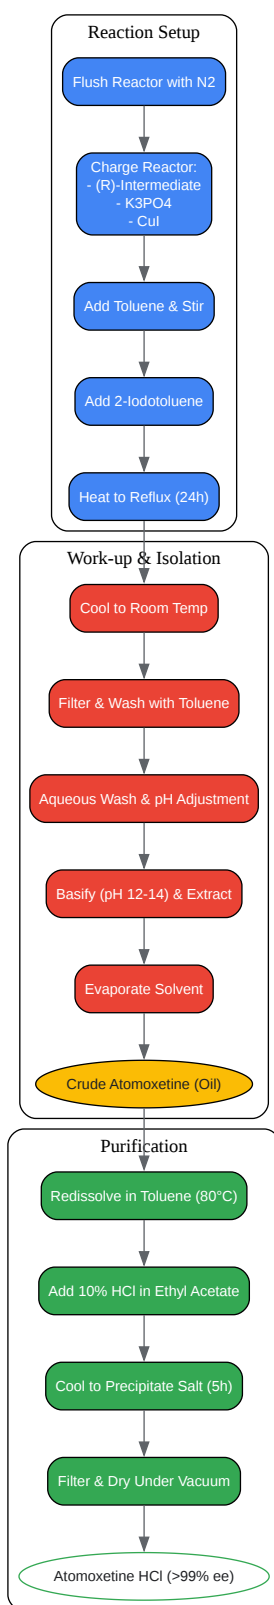 Reaction Setup
Flush Reactor with N2
Charge Reactor:
- (R)-Intermediate
- K3PO4
- CuI
Add Toluene & Stir
Add 2-Iodotoluene
Heat to Reflux (24h)
Work-up & Isolation
Cool to Room Temp
Filter & Wash with Toluene
Aqueous Wash & pH Adjustment
Basify (pH 12-14) & Extract
Evaporate Solvent
Crude Atomoxetine (Oil)
Purification
Redissolve in Toluene (80°C)
Add 10% HCl in Ethyl Acetate
Cool to Precipitate Salt (5h)
Filter & Dry Under Vacuum
Atomoxetine HCl (>99% ee)